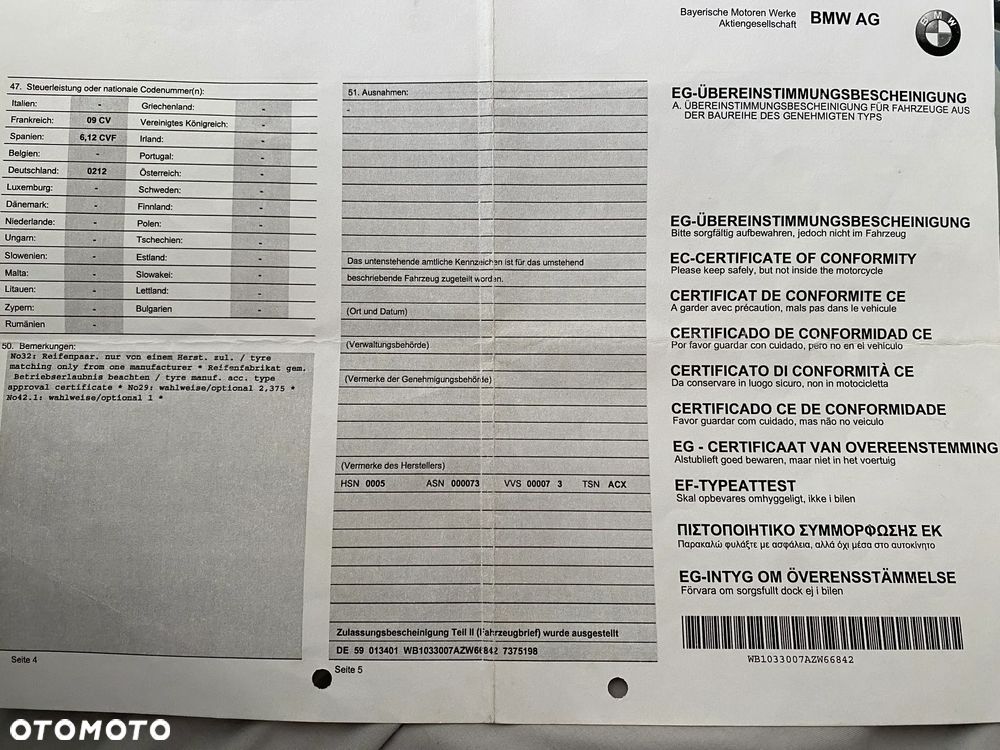 47. Steuerleistung oder nationale Codenummer(n):
Italien: - Griechenland: -
Frankreich: 09 CV Vereinigtes Königreich: -
Spanien: 6,12 CVF Irland: -
Belgien: - Portugal: -
Deutschland: 0212 Österreich: -
Luxemburg: - Schweden: -
Dänemark: - Finnland: -
Niederlande: - Polen: -
Ungarn: - Tschechien: -
Slowenien: - Estland: -
Malta: - Slowakei: -
Litauen: - Lettland: -
Zypern: - Bulgarien -
Rumänien -
50. Bemerkungen:
No32: Reifenpaar. nur von einem Herst. zul. / tyre
matching only from one manufacturer * Reifenfabrikat gem.
Betriebserlaubnis beachten / tyre manuf. acc. type
approval certificate * No29: wahlweise/optional 2,375 *
No42.1: wahlweise/optional 1 *
Seite 4
51. Ausnahmen:
-
Das untenstehende amtliche Kennzeichen ist für das umstehend
beschriebende Fahrzeug zugeteilt worden.
(Ort und Datum)
(Verwaltungsbehörde)
(Vermerke der Genehmigungsbehörde)
(Vermerke des Herstellers)
HSN 0005 ASN 000073 VVS 00007 3 TSN ACX
Zulassungsbescheinigung Teil II (Fahrzeugbrief) wurde ausgestellt
DE 59 013401 WB1033007AZW66842 7375198
Seite 5
Bayerische Motoren Werke
Aktiengesellschaft
BMW AG
BMW
EG-ÜBEREINSTIMMUNGSBESCHEINIGUNG
A. ÜBEREINSTIMMUNGSBESCHEINIGUNG FÜR FAHRZEUGE AUS
DER BAUREIHE DES GENEHMIGTEN TYPS
EG-ÜBEREINSTIMMUNGSBESCHEINIGUNG
Bitte sorgfältig aufbewahren, jedoch nicht im Fahrzeug
EC-CERTIFICATE OF CONFORMITY
Please keep safely, but not inside the motorcycle
CERTIFICAT DE CONFORMITE CE
A garder avec précaution, mals pas dans le vehicule
CERTIFICADO DE CONFORMIDAD CE
Por favor guardar con cuidado, pero no en el vehiculo
CERTIFICATO DI CONFORMITÀ CE
Da conservare in luogo sicuro, non in motocicletta
CERTIFICADO CE DE CONFORMIDADE
Favor guardar com cuidado, mas não no veiculo
EG - CERTIFICAAT VAN OVEREENSTEMMING
Alstublieft goed bewaren, maar niet in het voertuig
EF-TYPEATTEST
Skal opbevares omhyggeligt, ikke i bilen
ΠΙΣΤΟΠΟΙΗΤΙΚΟ ΣΥΜΜΟΡΦΩΣΗΣ ΕΚ
Παρακαλώ φυλάξτε με ασφάλεια, αλλά όχι μέσα στο αυτοκίνητο
EG-INTYG OM ÖVERENSSTÄMMELSE
Förvara om sorgsfullt dock ej i bilen
WB1033007AZW66842
OTOMOTO